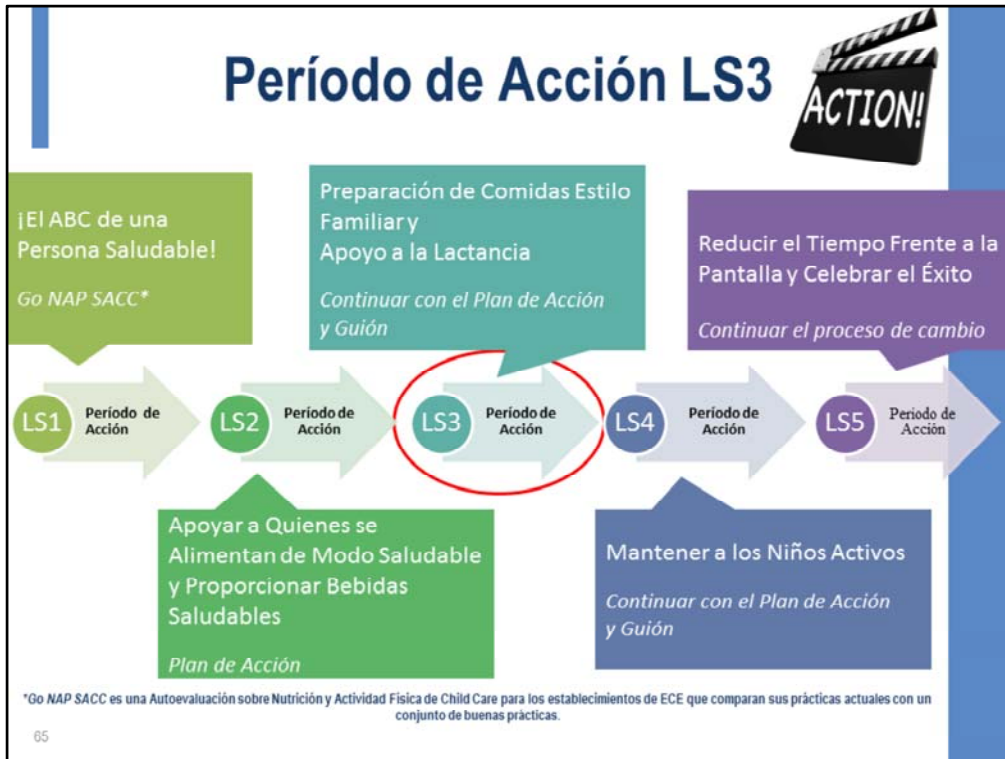 Período de Acción LS3
ACTION!
¡El ABC de una
Persona Saludable!
Go NAP SACC*
Preparación de Comidas Estilo
Familiar y
Apoyo a la Lactancia
Continuar con el Plan de Acción
y Guión
Reducir el Tiempo Frente a la
Pantalla y Celebrar el Éxito
Continuar el proceso de cambio
LS1
Período de
Acción
LS2
Período de
Acción
LS3
Período de
Acción
LS4
Período de
Acción
LS5
Periodo de
Acción
Apoyar a Quienes se
Alimentan de Modo Saludable
y Proporcionar Bebidas
Saludables
Plan de Acción
Mantener a los Niños Activos
Continuar con el Plan de Acción
y Guión
*Go NAP SACC es una Autoevaluación sobre Nutrición y Actividad Física de Child Care para los establecimientos de ECE que comparan sus prácticas actuales con un
conjunto de buenas prácticas.
65